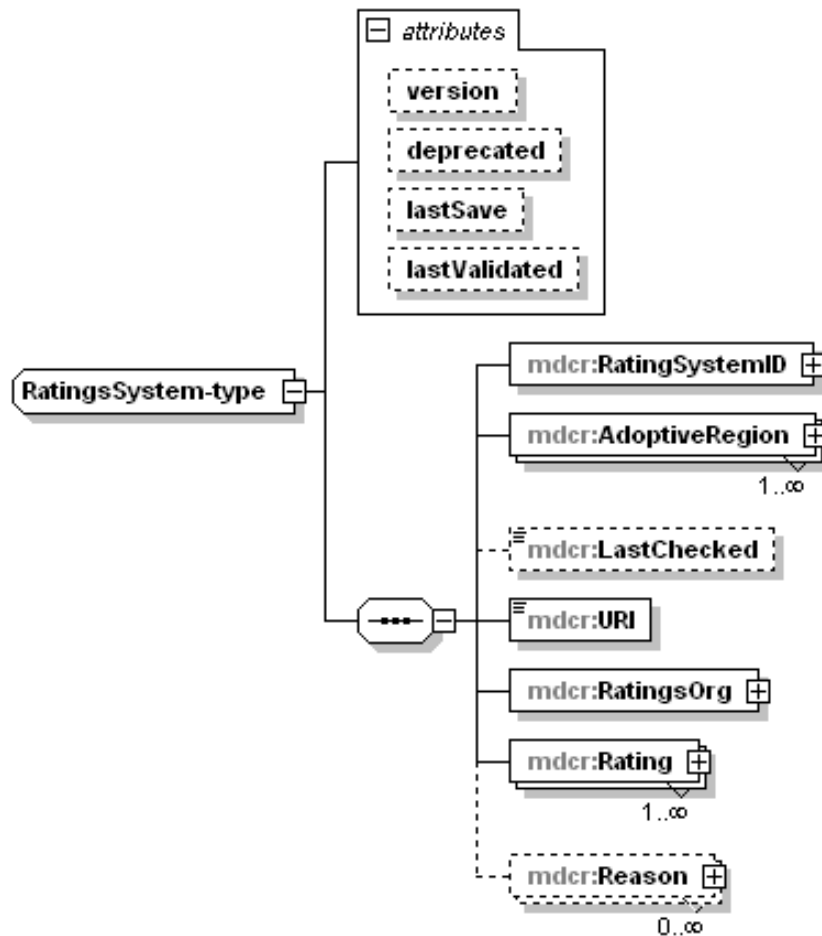 attributes
version
deprecated
lastSave
lastValidated
RatingsSystem-type
mdcr:RatingSystemID
mdcr:AdoptiveRegion
1..∞
mdcr:LastChecked
mdcr:URI
mdcr:RatingsOrg
mdcr:Rating
1..∞
mdcr:Reason
0..∞